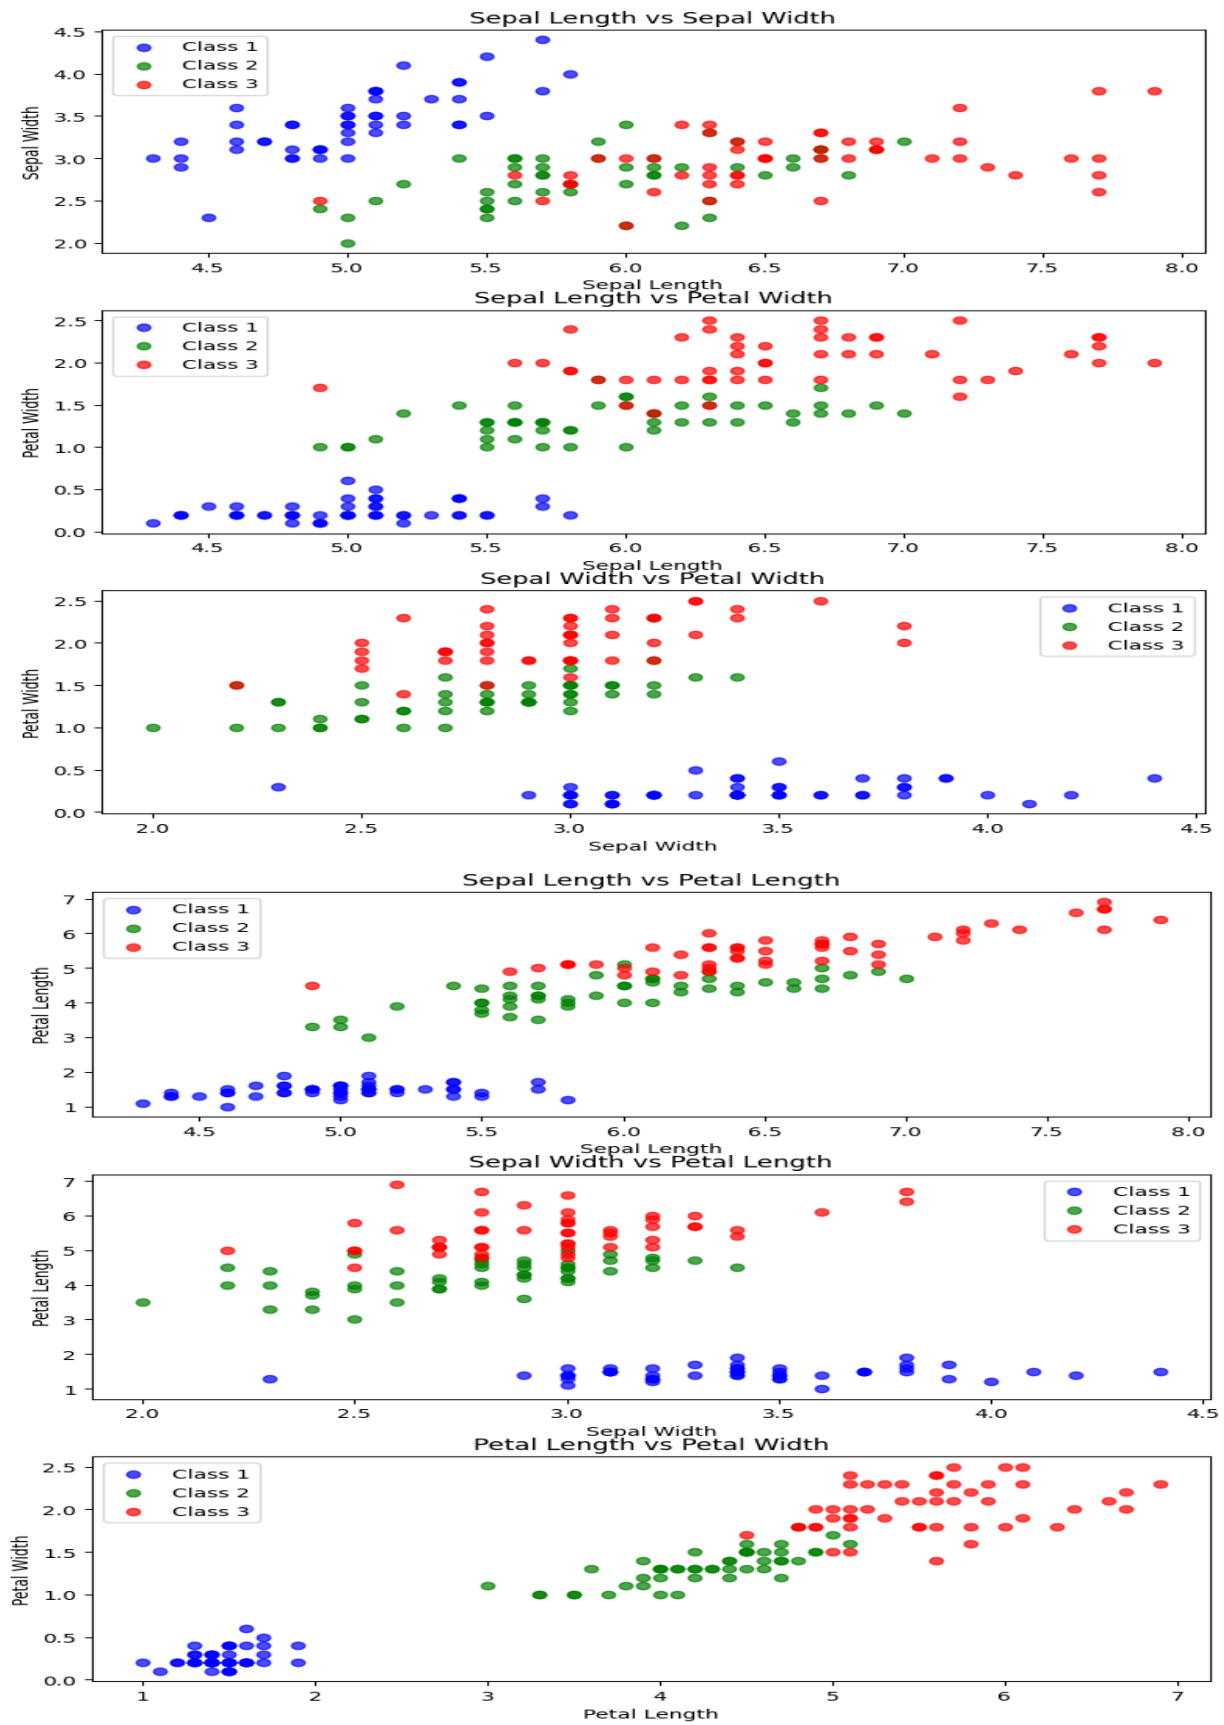 Sepal Length vs Sepal Width
4.5
4.0
3.5
3.0
2.5
2.0
Sepal Width
Class 1
Class 2
Class 3
4.5 5.0 5.5 6.0 6.5 7.0 7.5 8.0
Sepal Length
Sepal Length vs Petal Width
2.5
2.0
1.5
1.0
0.5
0.0
Petal Width
Class 1
Class 2
Class 3
4.5 5.0 5.5 6.0 6.5 7.0 7.5 8.0
Sepal Length
Sepal Width vs Petal Width
2.5
2.0
1.5
1.0
0.5
0.0
Petal Width
Class 1
Class 2
Class 3
2.0 2.5 3.0 3.5 4.0 4.5
Sepal Width
Sepal Length vs Petal Length
7
6
5
4
3
2
1
Petal Length
Class 1
Class 2
Class 3
4.5 5.0 5.5 6.0 6.5 7.0 7.5 8.0
Sepal Length
Sepal Width vs Petal Length
7
6
5
4
3
2
1
Petal Length
Class 1
Class 2
Class 3
2.0 2.5 3.0 3.5 4.0 4.5
Sepal Width
Petal Length vs Petal Width
2.5
2.0
1.5
1.0
0.5
0.0
Petal Width
Class 1
Class 2
Class 3
1 2 3 4 5 6 7
Petal Length